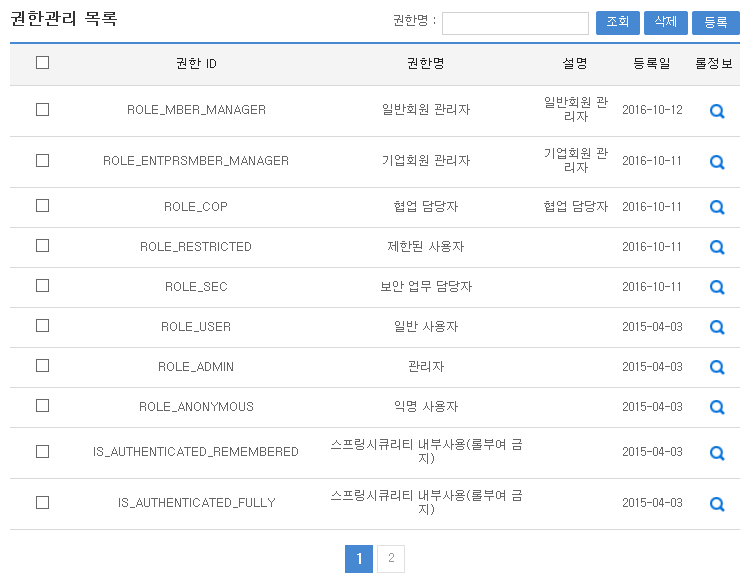 권한관리 목록 권한명 : 조회 삭제 등록
권한 ID 권한명 설명 등록일 롤정보
ROLE_MBER_MANAGER 일반회원 관리자 일반회원 관 2016-10-12
리자
ROLE_ENTPRSMBER_MANAGER 기업회원 관리자 기업회원 관 2016-10-11
리자
ROLE_COP 협업 담당자 협업 담당자 2016-10-11
ROLE_RESTRICTED 제한된 사용자 2016-10-11
ROLE_SEC 보안 업무 담당자 2016-10-11
ROLE_USER 일반 사용자 2015-04-03
ROLE_ADMIN 관리자 2015-04-03
ROLE_ANONYMOUS 익명 사용자 2015-04-03
IS_AUTHENTICATED_REMEMBERED 스프링시큐리티 내부사용(롤부여 금 2015-04-03
지)
IS_AUTHENTICATED_FULLY 스프링시큐리티 내부사용(롤부여 금 2015-04-03
지)
1 2